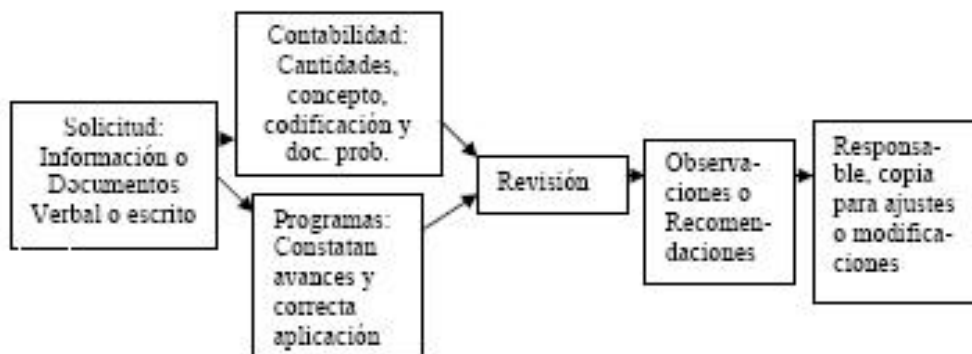 Solicitud:
Información o
Documentos
Verbal o escrito
Contabilidad:
Cantidades,
concepto,
codificación y
doc. prob.
Programas:
Constatan
avances y
correcta
aplicación
Revisión
Observa-
ciones o
Recomen-
daciones
Responsa-
ble, copia
para ajustes
o modifica-
ciones